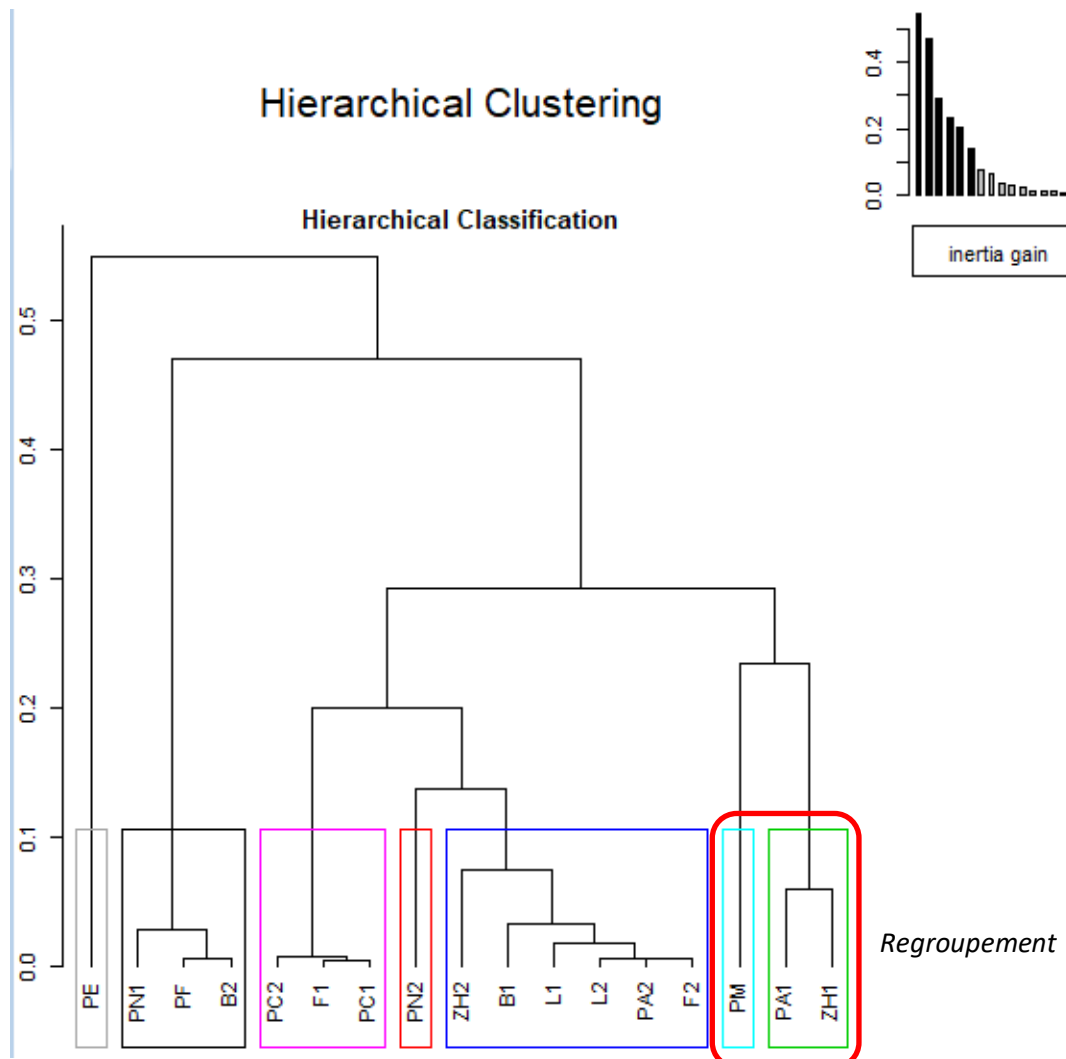 Hierarchical Clustering
0.0 0.2 0.4
inertia gain
Hierarchical Classification
0.0 0.1 0.2 0.3 0.4 0.5
PE PN1 PF B2 PC2 F1 PC1 PN2 ZH2 B1 L1 L2 PA2 F2 PM PA1 ZH1
Regroupement